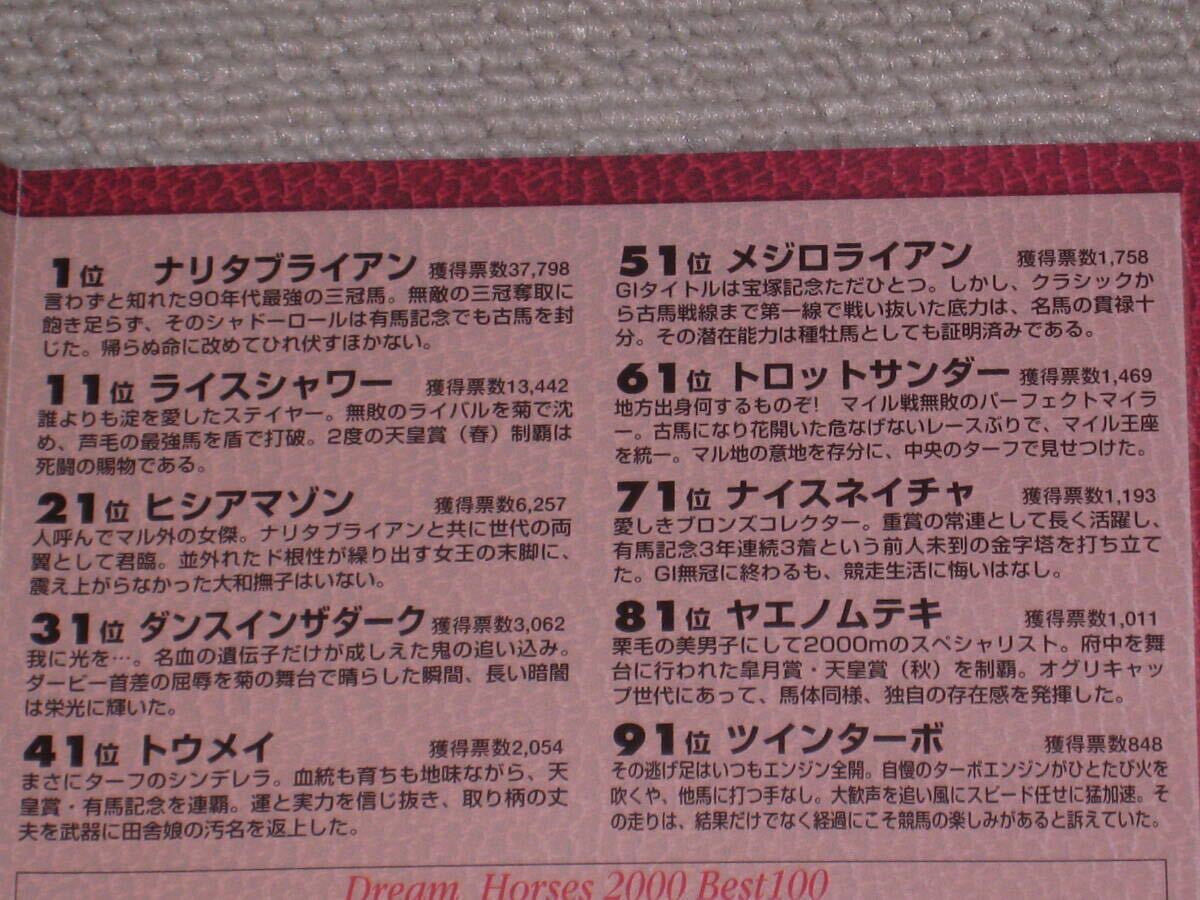 1位 ナリタブライアン 獲得票数37,798
言わずと知れた90年代最強の三冠馬。無敵の三冠奪取に
飽き足らず、そのシャドーロールは有馬記念でも古馬を封
じた。帰らぬ命に改めてひれ伏すほかない。
11位 ライスシャワー 獲得票数13,442
誰よりも淀を愛したステイヤー。無敗のライバルを菊で沈
め、芦毛の最強馬を盾で打破。2度の天皇賞（春）制覇は
死闘の賜物である。
21位 ヒシアマゾン 獲得票数6,257
人呼んでマル外の女傑。ナリタブライアンと共に世代の両
翼として君臨。並外れたド根性が繰り出す女王の末脚に、
震え上がらなかった大和撫子はいない。
31位 ダンスインザダーク 獲得票数3,062
我に光を…。名血の遺伝子だけが成しえた鬼の追い込み。
ダービー首差の屈辱を菊の舞台で晴らした瞬間、長い暗闇
は栄光に輝いた。
41位 トウメイ 獲得票数2,054
まさにターフのシンデレラ。血統も育ちも地味ながら、天
皇賞・有馬記念を連覇。運と実力を信じ抜き、取り柄の丈
夫を武器に田舎娘の汚名を返上した。
51位 メジロライアン 獲得票数1,758
GIタイトルは宝塚記念ただひとつ。しかし、クラシックか
ら古馬戦線まで第一線で戦い抜いた底力は、名馬の貫禄十
分。その潜在能力は種牡馬としても証明済みである。
61位 トロットサンダー 獲得票数1,469
地方出身何するものぞ! マイル戦無敗のパーフェクトマイラ
ー。古馬になり花開いた危なげないレースぶりで、マイル王座
を統一。マル地の意地を存分に、中央のターフで見せつけた。
71位 ナイスネイチャ 獲得票数1,193
愛しきブロンズコレクター。重賞の常連として長く活躍し、
有馬記念3年連続3着という前人未到の金字塔を打ち立て
た。GI無冠に終わるも、競走生活に悔いはなし。
81位 ヤエノムテキ 獲得票数1,011
栗毛の美男子にして2000mのスペシャリスト。府中を舞
台に行われた皐月賞・天皇賞（秋）を制覇。オグリキャッ
プ世代にあって、馬体同様、独自の存在感を発揮した。
91位 ツインターボ 獲得票数848
その逃げ足はいつもエンジン全開。自慢のターボエンジンがひとたび火を
吹くや、他馬に打つ手なし。大歓声を追い風にスピード任せに猛加速。そ
の走りは、結果だけでなく経過にこそ競馬の楽しみがあると訴えていた。
Dream Horses 2000 Best100